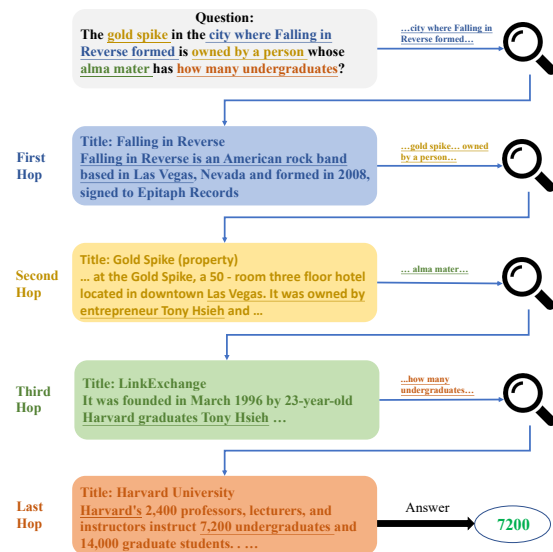 Question:
The gold spike in the city where Falling in
Reverse formed is owned by a person whose
alma mater has how many undergraduates?
...city where Falling in
Reverse formed...
First
Hop
Title: Falling in Reverse
Falling in Reverse is an American rock band
based in Las Vegas, Nevada and formed in 2008,
signed to Epitaph Records
...gold spike... owned
by a person...
Second
Hop
Title: Gold Spike (property)
... at the Gold Spike, a 50 - room three floor hotel
located in downtown Las Vegas. It was owned by
entrepreneur Tony Hsieh and ...
... alma mater...
Third
Hop
Title: LinkExchange
It was founded in March 1996 by 23-year-old
Harvard graduates Tony Hsieh ...
...how many
undergraduates...
Last
Hop
Title: Harvard University
Harvard's 2,400 professors, lecturers, and
instructors instruct 7,200 undergraduates and
14,000 graduate students. . ...
Answer
7200